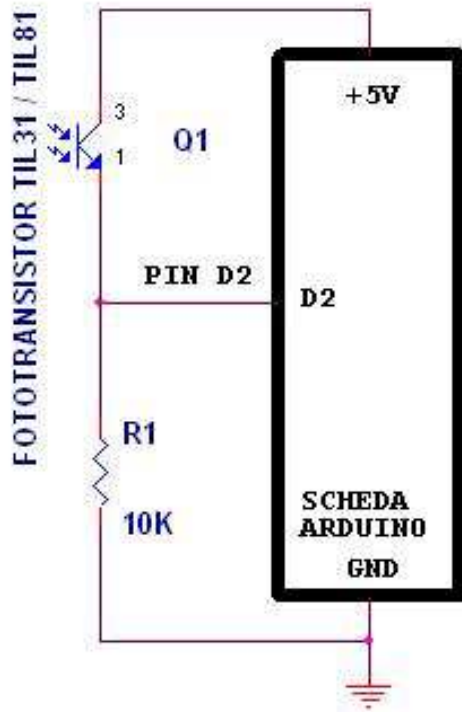 FOTOTRANSISTOR TIL31 / TIL81
+5V
3
Q1
1
PIN D2
D2
R1
10K
SCHEDA
ARDUINO
GND